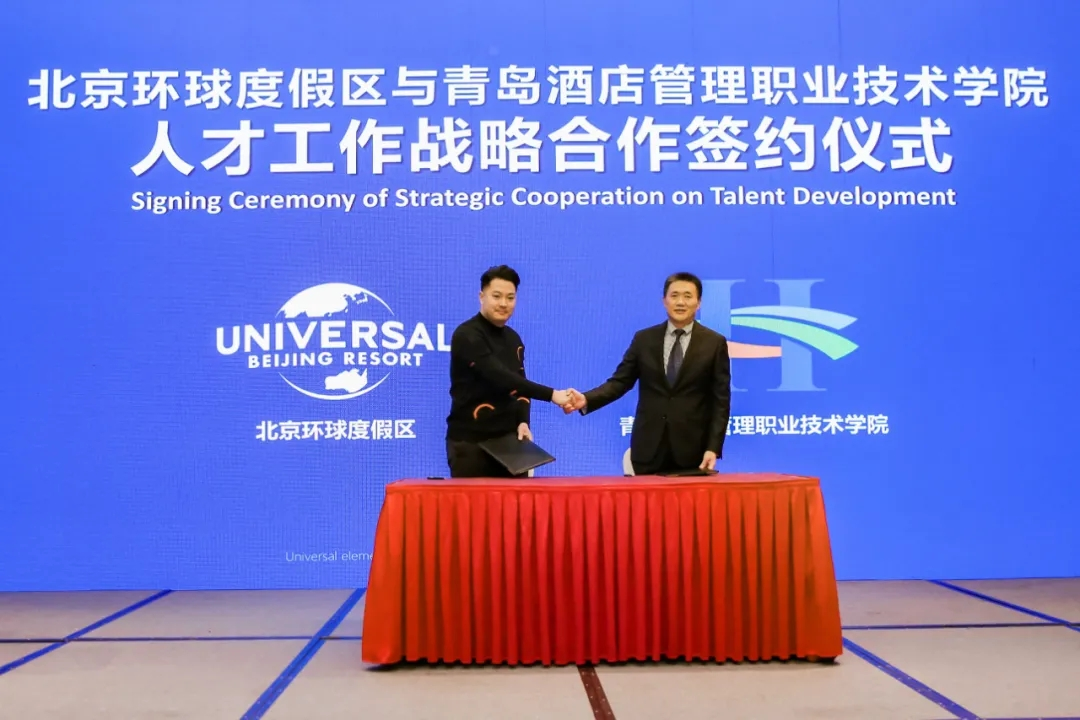 北京环球度假区与青岛酒店管理职业技术学院
人才工作战略合作签约仪式
Signing Ceremony of Strategic Cooperation on Talent Development
UNIVERSAL
BEIJING RESORT
H
北京环球度假区
青 管理职业技术学院
Universal